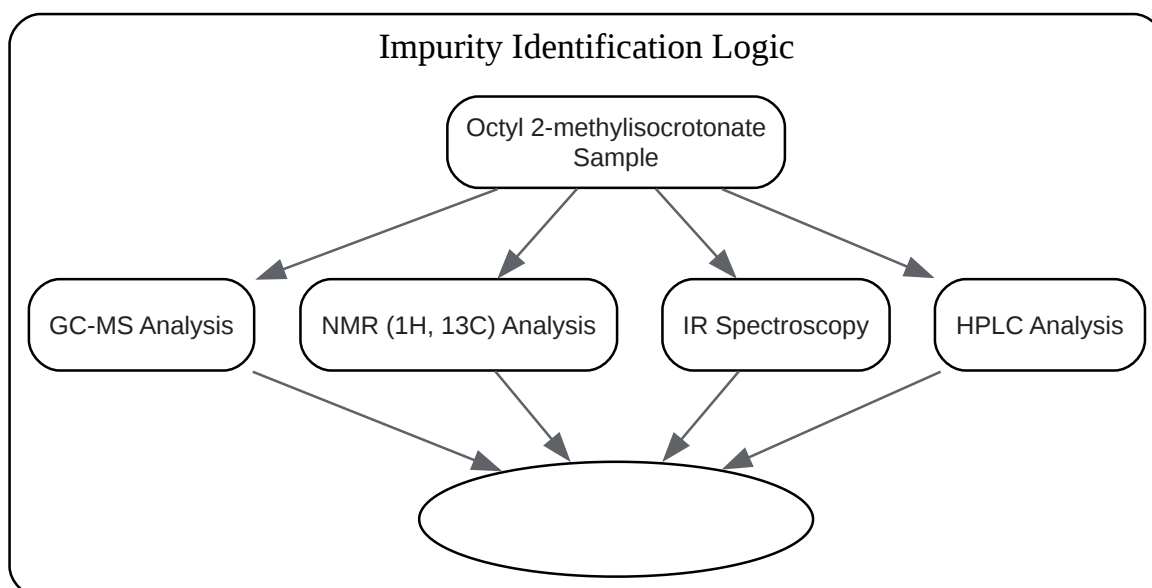 Impurity Identification Logic
Octyl 2-methylisocrotonate
Sample
GC-MS Analysis
NMR (1H, 13C) Analysis
IR Spectroscopy
HPLC Analysis